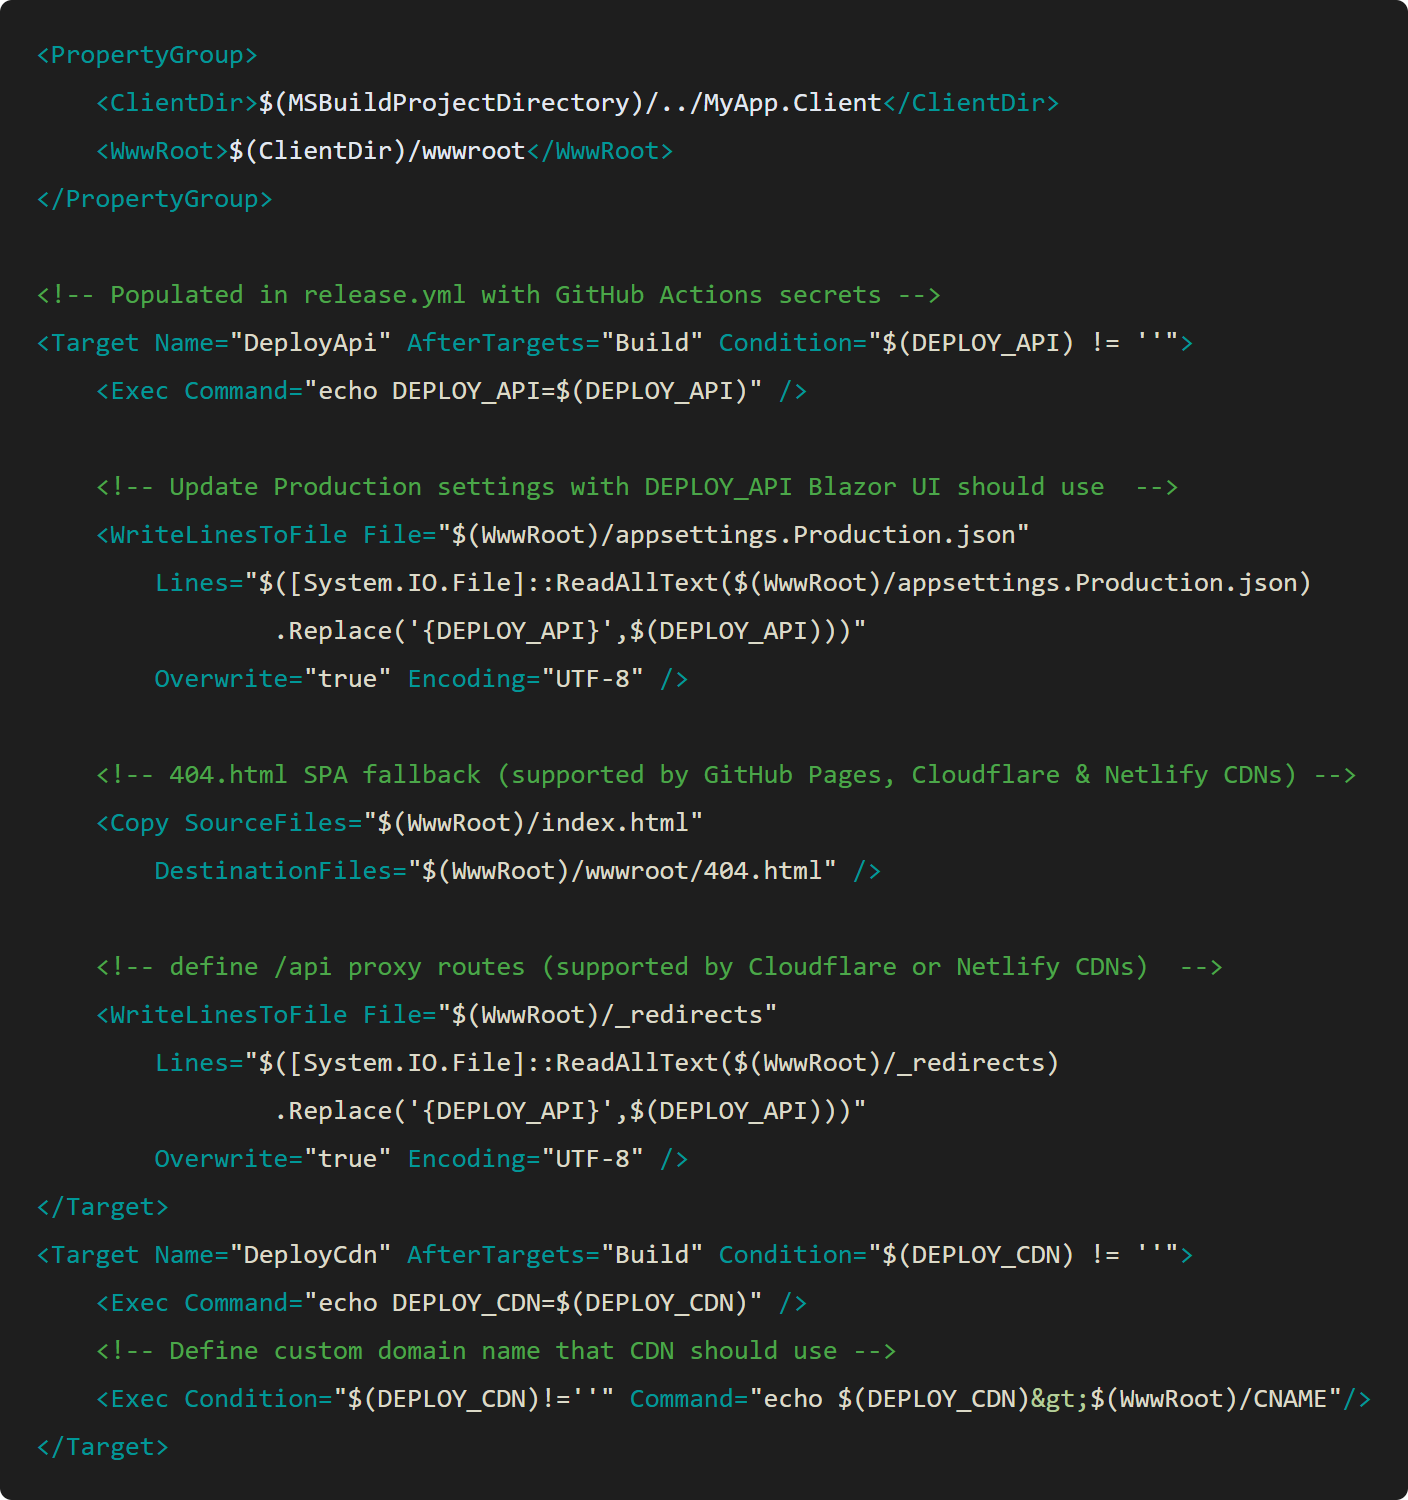 <PropertyGroup>
    <ClientDir>$(MSBuildProjectDirectory)/../MyApp.Client</ClientDir>
    <WwwRoot>$(ClientDir)/wwwroot</WwwRoot>
</PropertyGroup>

<!-- Populated in release.yml with GitHub Actions secrets -->
<Target Name="DeployApi" AfterTargets="Build" Condition="$(DEPLOY_API) != ''">
    <Exec Command="echo DEPLOY_API=$(DEPLOY_API)" />

    <!-- Update Production settings with DEPLOY_API Blazor UI should use  -->
    <WriteLinesToFile File="$(WwwRoot)/appsettings.Production.json"
        Lines="$([System.IO.File]::ReadAllText($(WwwRoot)/appsettings.Production.json)
                .Replace('{DEPLOY_API}',$(DEPLOY_API)))"
        Overwrite="true" Encoding="UTF-8" />

    <!-- 404.html SPA fallback (supported by GitHub Pages, Cloudflare & Netlify CDNs) -->
    <Copy SourceFiles="$(WwwRoot)/index.html"
        DestinationFiles="$(WwwRoot)/wwwroot/404.html" />

    <!-- define /api proxy routes (supported by Cloudflare or Netlify CDNs)  -->
    <WriteLinesToFile File="$(WwwRoot)/_redirects"
        Lines="$([System.IO.File]::ReadAllText($(WwwRoot)/_redirects)
                .Replace('{DEPLOY_API}',$(DEPLOY_API)))"
        Overwrite="true" Encoding="UTF-8" />
</Target>
<Target Name="DeployCdn" AfterTargets="Build" Condition="$(DEPLOY_CDN) != ''">
    <Exec Command="echo DEPLOY_CDN=$(DEPLOY_CDN)" />
    <!-- Define custom domain name that CDN should use -->
    <Exec Condition="$(DEPLOY_CDN)!=''" Command="echo $(DEPLOY_CDN)&gt;$(WwwRoot)/CNAME"/>
</Target>